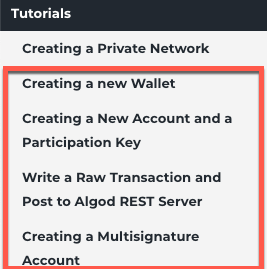 Tutorials
Creating a Private Network
Creating a new Wallet
Creating a New Account and a
Participation Key
Write a Raw Transaction and
Post to Algod REST Server
Creating a Multisignature
Account